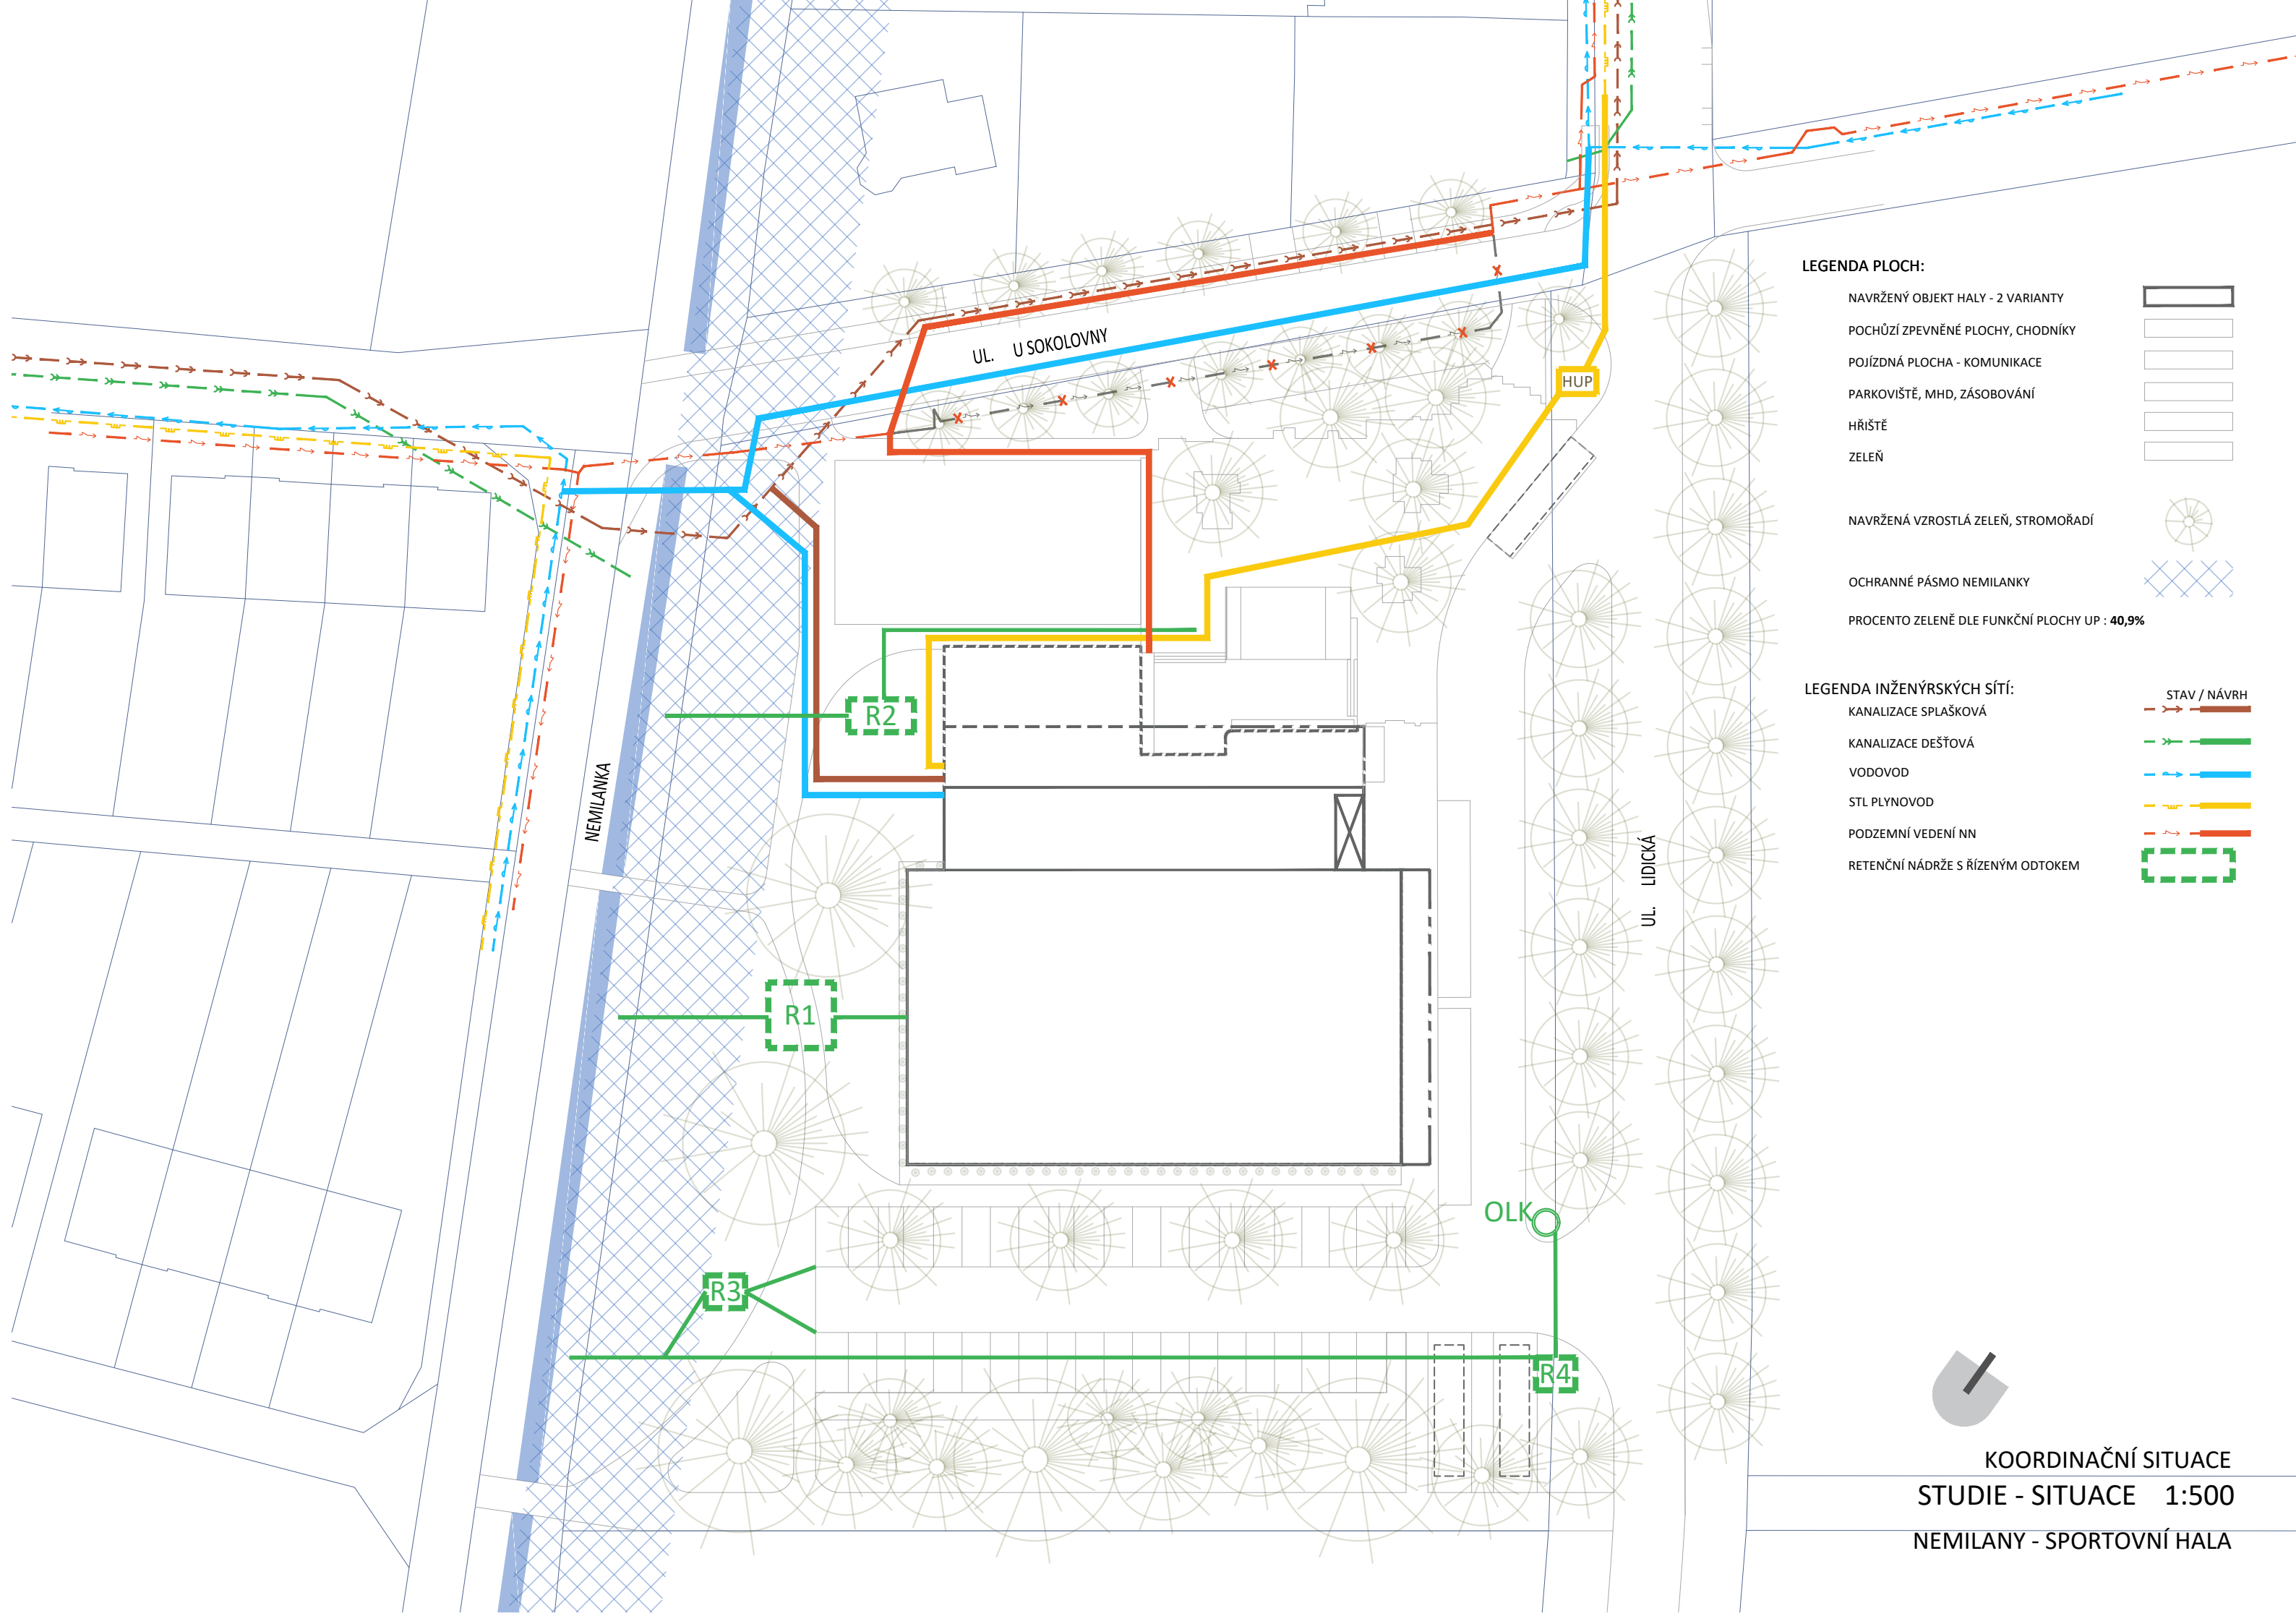 UL. U SOKOLOVNY
HUP
LEGENDA PLOCH:
NAVRŽENÝ OBJEKT HALY - 2 VARIANTY
POCHŮZÍ ZPEVNĚNÉ PLOCHY, CHODNÍKY
POJÍZDNÁ PLOCHA - KOMUNIKACE
PARKOVIŠTĚ, MHD, ZÁSOBOVÁNÍ
HŘIŠTĚ
ZELEŇ
NAVRŽENÁ VZROSTLÁ ZELEŇ, STROMOŘADÍ
OCHRANNÉ PÁSMO NEMILANKY
PROCENTO ZELENĚ DLE FUNKČNÍ PLOCHY UP : 40,9%
LEGENDA INŽENÝRSKÝCH SÍTÍ:
STAV / NÁVRH
KANALIZACE SPLAŠKOVÁ
KANALIZACE DEŠŤOVÁ
VODOVOD
STL PLYNOVOD
PODZEMNÍ VEDENÍ NN
RETENČNÍ NÁDRŽE S ŘÍZENÝM ODTOKEM
R2
NEMILANKA
UL. LIDICKÁ
R1
OLK
R3
R4
KOORDINAČNÍ SITUACE
STUDIE - SITUACE 1:500
NEMILANY - SPORTOVNÍ HALA